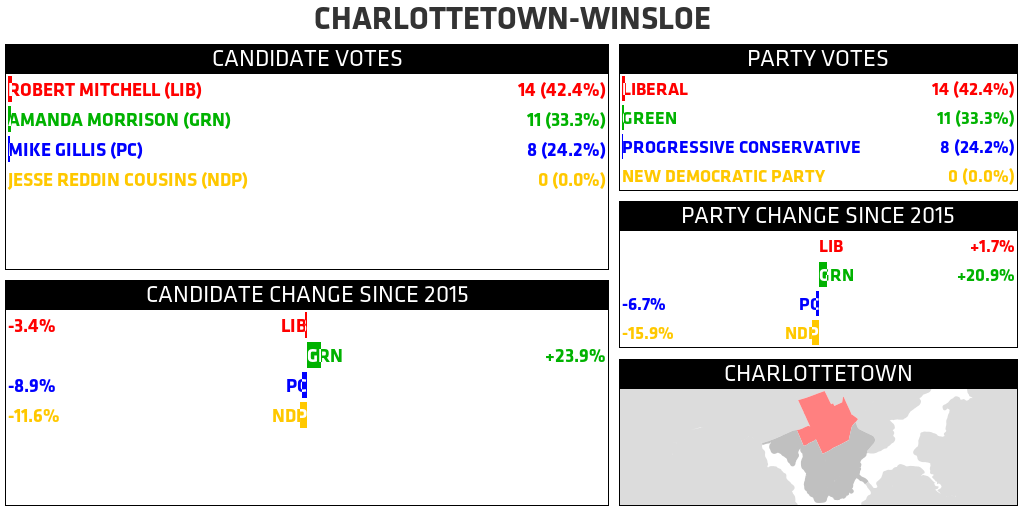 CHARLOTTETOWN-WINSLOE
CANDIDATE VOTES
ROBERT MITCHELL (LIB) 14 (42.4%)
AMANDA MORRISON (GRN) 11 (33.3%)
MIKE GILLIS (PC) 8 (24.2%)
JESSE REDDIN COUSINS (NDP) 0 (0.0%)
CANDIDATE CHANGE SINCE 2015
-3.4% LIB
GRN +23.9%
-8.9% PC
-11.6% NDP
PARTY VOTES
LIBERAL 14 (42.4%)
GREEN 11 (33.3%)
PROGRESSIVE CONSERVATIVE 8 (24.2%)
NEW DEMOCRATIC PARTY 0 (0.0%)
PARTY CHANGE SINCE 2015
LIB +1.7%
GRN +20.9%
-6.7% PC
-15.9% NDP
CHARLOTTETOWN